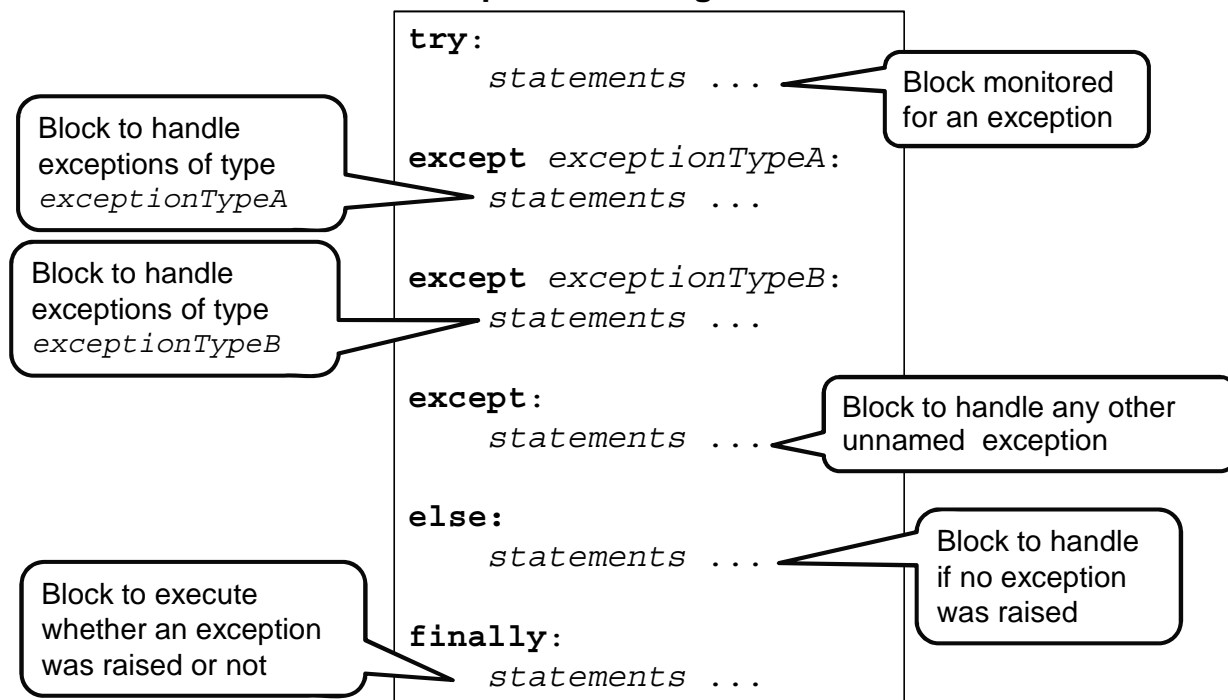 try:
statements ...
Block monitored
for an exception
Block to handle
exceptions of type
exceptionTypeA
except exceptionTypeA:
statements ...
Block to handle
exceptions of type
exceptionTypeB
except exceptionTypeB:
statements ...
except:
statements ...
Block to handle any other
unnamed exception
else:
statements ...
Block to handle
if no exception
was raised
Block to execute
whether an exception
was raised or not
finally:
statements ...